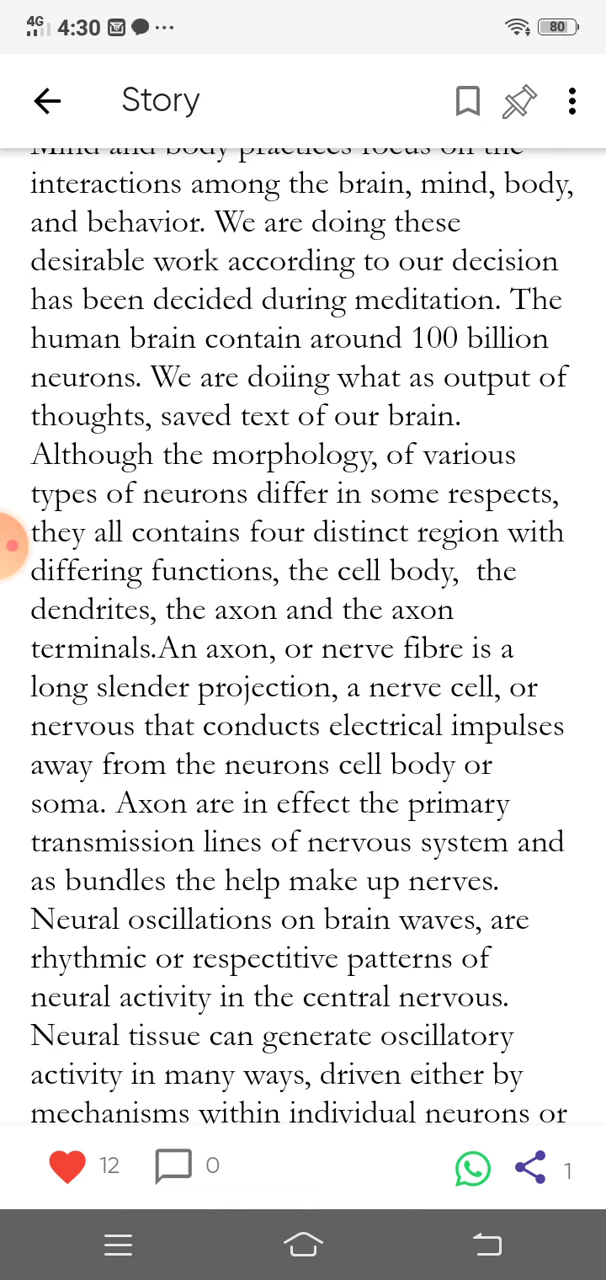 4G 4:30 80
Story
Mind and body practices focus on the
interactions among the brain, mind, body,
and behavior. We are doing these
desirable work according to our decision
has been decided during meditation. The
human brain contain around 100 billion
neurons. We are doiing what as output of
thoughts, saved text of our brain.
Although the morphology, of various
types of neurons differ in some respects,
they all contains four distinct region with
differing functions, the cell body,  the
dendrites, the axon and the axon
terminals.An axon, or nerve fibre is a
long slender projection, a nerve cell, or
nervous that conducts electrical impulses
away from the neurons cell body or
soma. Axon are in effect the primary
transmission lines of nervous system and
as bundles the help make up nerves.
Neural oscillations on brain waves, are
rhythmic or respectitive patterns of
neural activity in the central nervous.
Neural tissue can generate oscillatory
activity in many ways, driven either by
mechanisms within individual neurons or
12 0 1